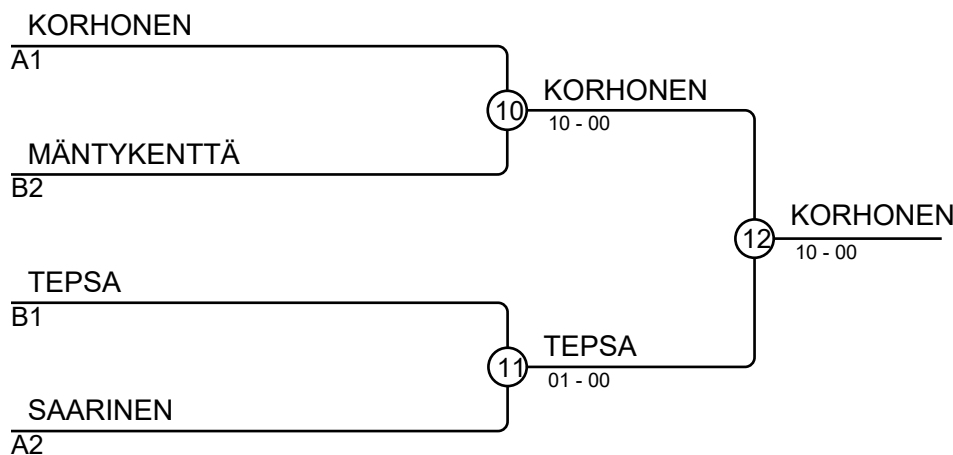 KORHONEN
A1
10
KORHONEN
10 - 00
MÄNTYKENTTÄ
B2
12
KORHONEN
10 - 00
TEPSA
B1
11
TEPSA
01 - 00
SAARINEN
A2